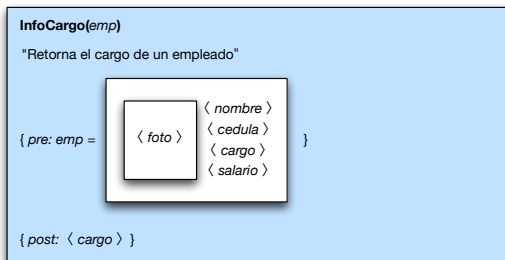 InfoCargo(emp)
"Retorna el cargo de un empleado"
〈 nombre 〉
〈 cedula 〉
{ pre: emp = 〈 foto 〉 }
〈 cargo 〉
〈 salario 〉
{ post: 〈 cargo 〉 }